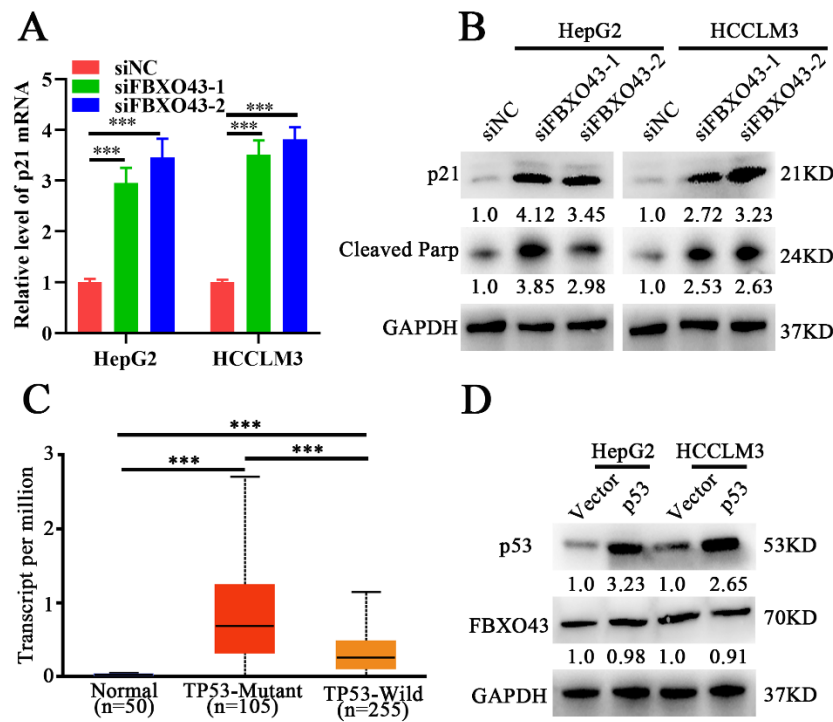 A
siNC
siFBXO43-1
siFBXO43-2
Relative level of p21 mRNA
5
4
3
2
1
0
***
***
***
***
HepG2
HCCLM3
B
HepG2
HCCLM3
siNC
siFBXO43-1
siFBXO43-2
siNC
siFBXO43-1
siFBXO43-2
p21
21KD
1.0 4.12 3.45 1.0 2.72 3.23
Cleaved Parp
24KD
1.0 3.85 2.98 1.0 2.53 2.63
GAPDH
37KD
C
Transcript per million
3
2
1
0
***
***
***
Normal
(n=50)
TP53-Mutant
(n=105)
TP53-Wild
(n=255)
D
HepG2
HCCLM3
Vector
p53
Vector
p53
p53
53KD
1.0 3.23 1.0 2.65
FBXO43
70KD
1.0 0.98 1.0 0.91
GAPDH
37KD